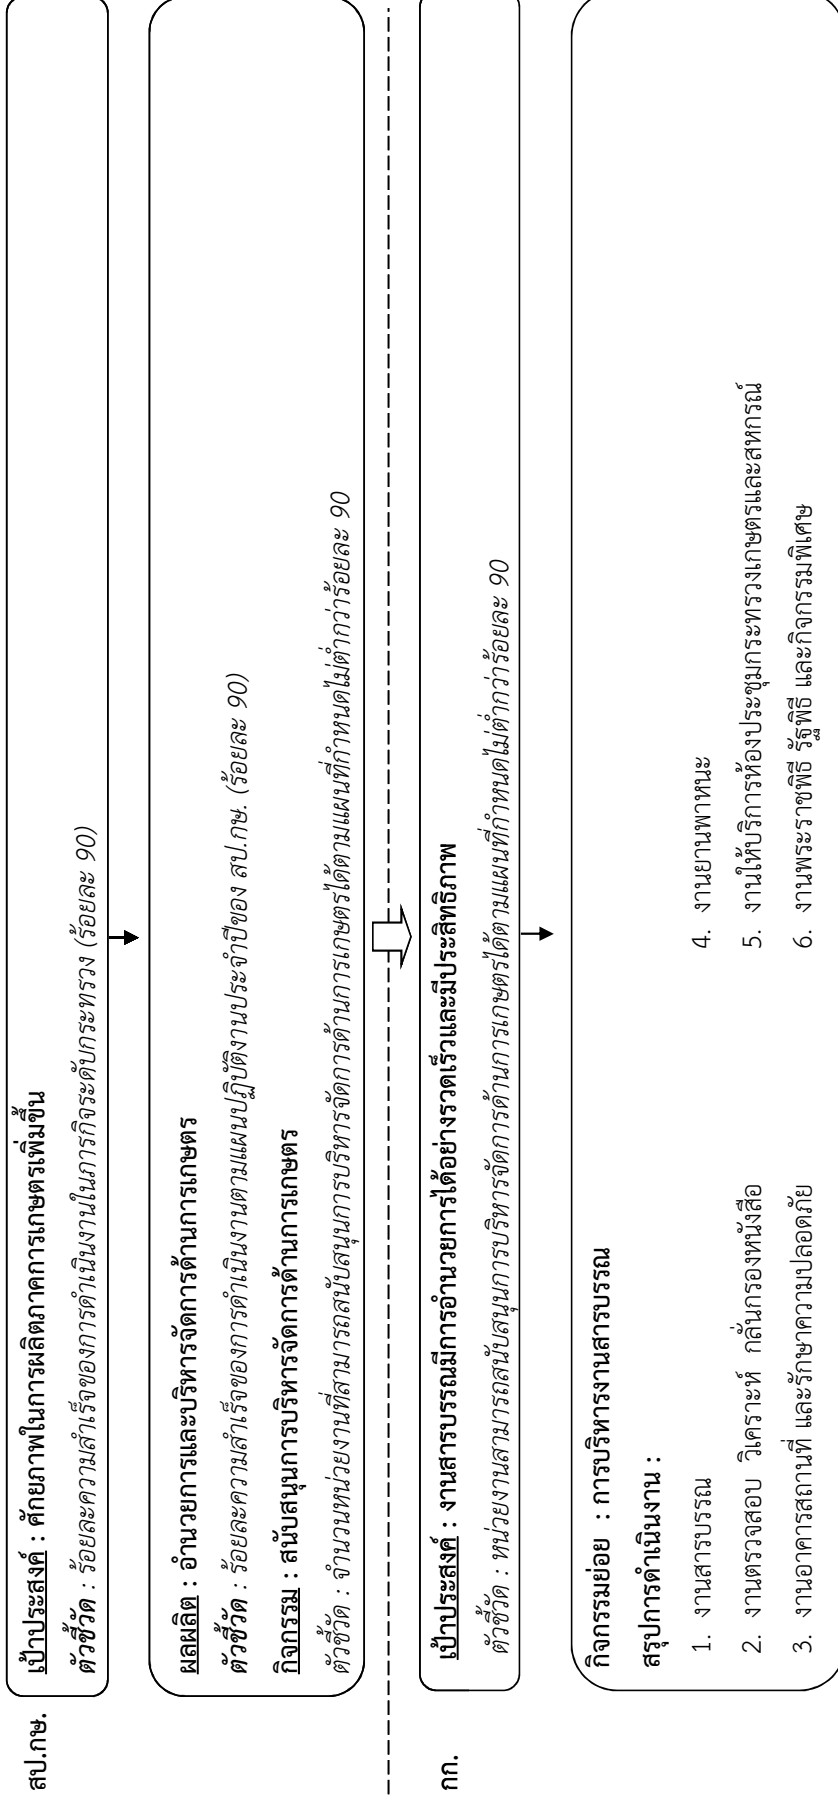 สป.กษ.
เป้าประสงค์ : ศักยภาพในการผลิตภาคการเกษตรเพิ่มขึ้น
ตัวชี้วัด : ร้อยละความสำเร็จของการดำเนินงานในภารกิจระดับกระทรวง (ร้อยละ 90)
ผลผลิต : อำนวยการและบริหารจัดการด้านการเกษตร
ตัวชี้วัด : ร้อยละความสำเร็จของการดำเนินงานตามแผนปฏิบัติงานประจำปีของ สป.กษ. (ร้อยละ 90)
กิจกรรม : สนับสนุนการบริหารจัดการด้านการเกษตร
ตัวชี้วัด : จำนวนหน่วยงานที่สามารถสนับสนุนการบริหารจัดการด้านการเกษตรได้ตามแผนที่กำหนดไม่ต่ำกว่าร้อยละ 90
กก.
เป้าประสงค์ : งานสารบรรณมีการอำนวยการได้อย่างรวดเร็วและมีประสิทธิภาพ
ตัวชี้วัด : หน่วยงานสามารถสนับสนุนการบริหารจัดการด้านการเกษตรได้ตามแผนที่กำหนดไม่ต่ำกว่าร้อยละ 90
กิจกรรมย่อย : การบริหารงานสารบรรณ
สรุปการดำเนินงาน :
1. งานสารบรรณ
2. งานตรวจสอบ วิเคราะห์ กลั่นกรองหนังสือ
3. งานอาคารสถานที่ และรักษาความปลอดภัย
4. งานยานพาหนะ
5. งานให้บริการห้องประชุมกระทรวงเกษตรและสหกรณ์
6. งานพระราชพิธี รัฐพิธี และกิจกรรมพิเศษ